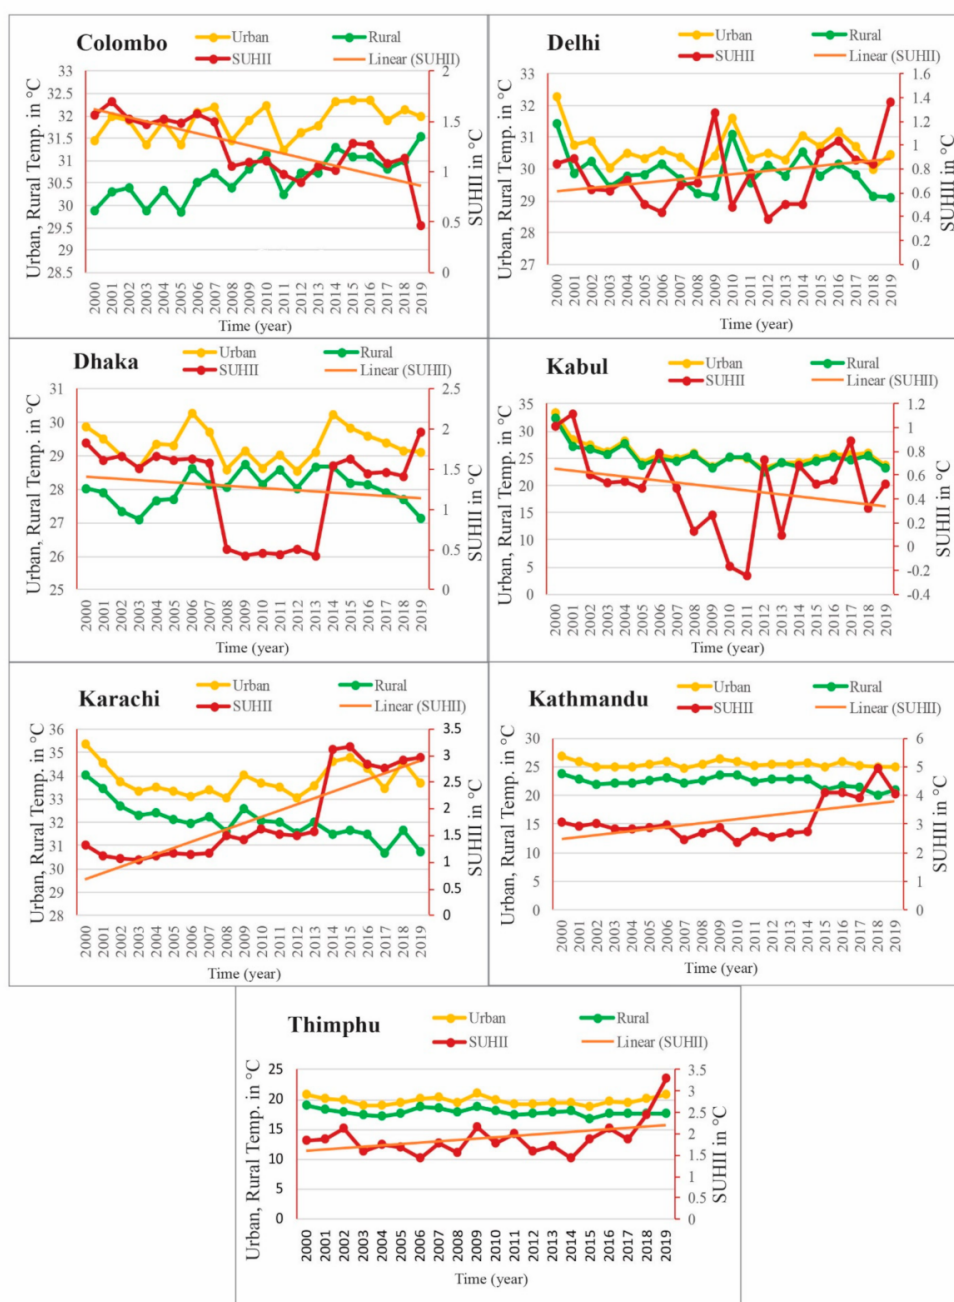 Colombo
Urban
Rural
SUHII
Linear (SUHII)
Urban, Rural Temp. in °C
33
32.5
32
31.5
31
30.5
30
29.5
29
28.5
2
1.5
1
0.5
0
SUHII in °C
2000 2001 2002 2003 2004 2005 2006 2007 2008 2009 2010 2011 2012 2013 2014 2015 2016 2017 2018 2019
Time (year)
Delhi
Urban
Rural
SUHII
Linear (SUHII)
Urban, Rural Temp. in °C
33
31
29
27
1.6
1.4
1.2
1
0.8
0.6
0.4
0.2
0
SUHII in °C
2000 2001 2002 2003 2004 2005 2006 2007 2008 2009 2010 2011 2012 2013 2014 2015 2016 2017 2018 2019
Time (year)
Dhaka
Urban
Rural
SUHII
Linear (SUHII)
Urban, Rural Temp. in °C
31
30
29
28
27
26
25
2.5
2
1.5
1
0.5
0
SUHII in °C
2000 2001 2002 2003 2004 2005 2006 2007 2008 2009 2010 2011 2012 2013 2014 2015 2016 2017 2018 2019
Time (year)
Kabul
Urban
Rural
SUHII
Linear (SUHII)
Urban, Rural Temp. in °C
35
30
25
20
15
10
5
0
1.2
1
0.8
0.6
0.4
0.2
0
-0.2
-0.4
SUHII in °C
2000 2001 2002 2003 2004 2005 2006 2007 2008 2009 2010 2011 2012 2013 2014 2015 2016 2017 2018 2019
Time (year)
Karachi
Urban
Rural
SUHII
Linear (SUHII)
Urban, Rural Temp. in °C
36
35
34
33
32
31
30
29
28
3.5
3
2.5
2
1.5
1
0.5
0
SUHII in °C
2000 2001 2002 2003 2004 2005 2006 2007 2008 2009 2010 2011 2012 2013 2014 2015 2016 2017 2018 2019
Time (year)
Kathmandu
Urban
Rural
SUHII
Linear (SUHII)
Urban, Rural Temp. in °C
30
25
20
15
10
5
0
6
5
4
3
2
1
0
SUHII in °C
2000 2001 2002 2003 2004 2005 2006 2007 2008 2009 2010 2011 2012 2013 2014 2015 2016 2017 2018 2019
Time (year)
Thimphu
Urban
Rural
SUHII
Linear (SUHII)
Urban, Rural Temp. in °C
25
20
15
10
5
0
3.5
3
2.5
2
1.5
1
0.5
0
SUHII in °C
2000 2001 2002 2003 2004 2005 2006 2007 2008 2009 2010 2011 2012 2013 2014 2015 2016 2017 2018 2019
Time (year)